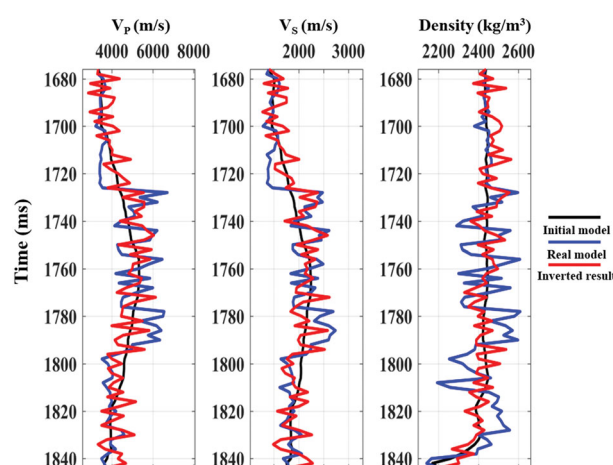 V_P (m/s) V_S (m/s) Density (kg/m³)
4000 6000 8000 2000 3000 2200 2400 2600
1680 1680 1680
1700 1700 1700
1720 1720 1720
1740 1740 1740
1760 1760 1760
1780 1780 1780
1800 1800 1800
1820 1820 1820
1840 1840 1840
Time (ms)
Initial model
Real model
Inverted result